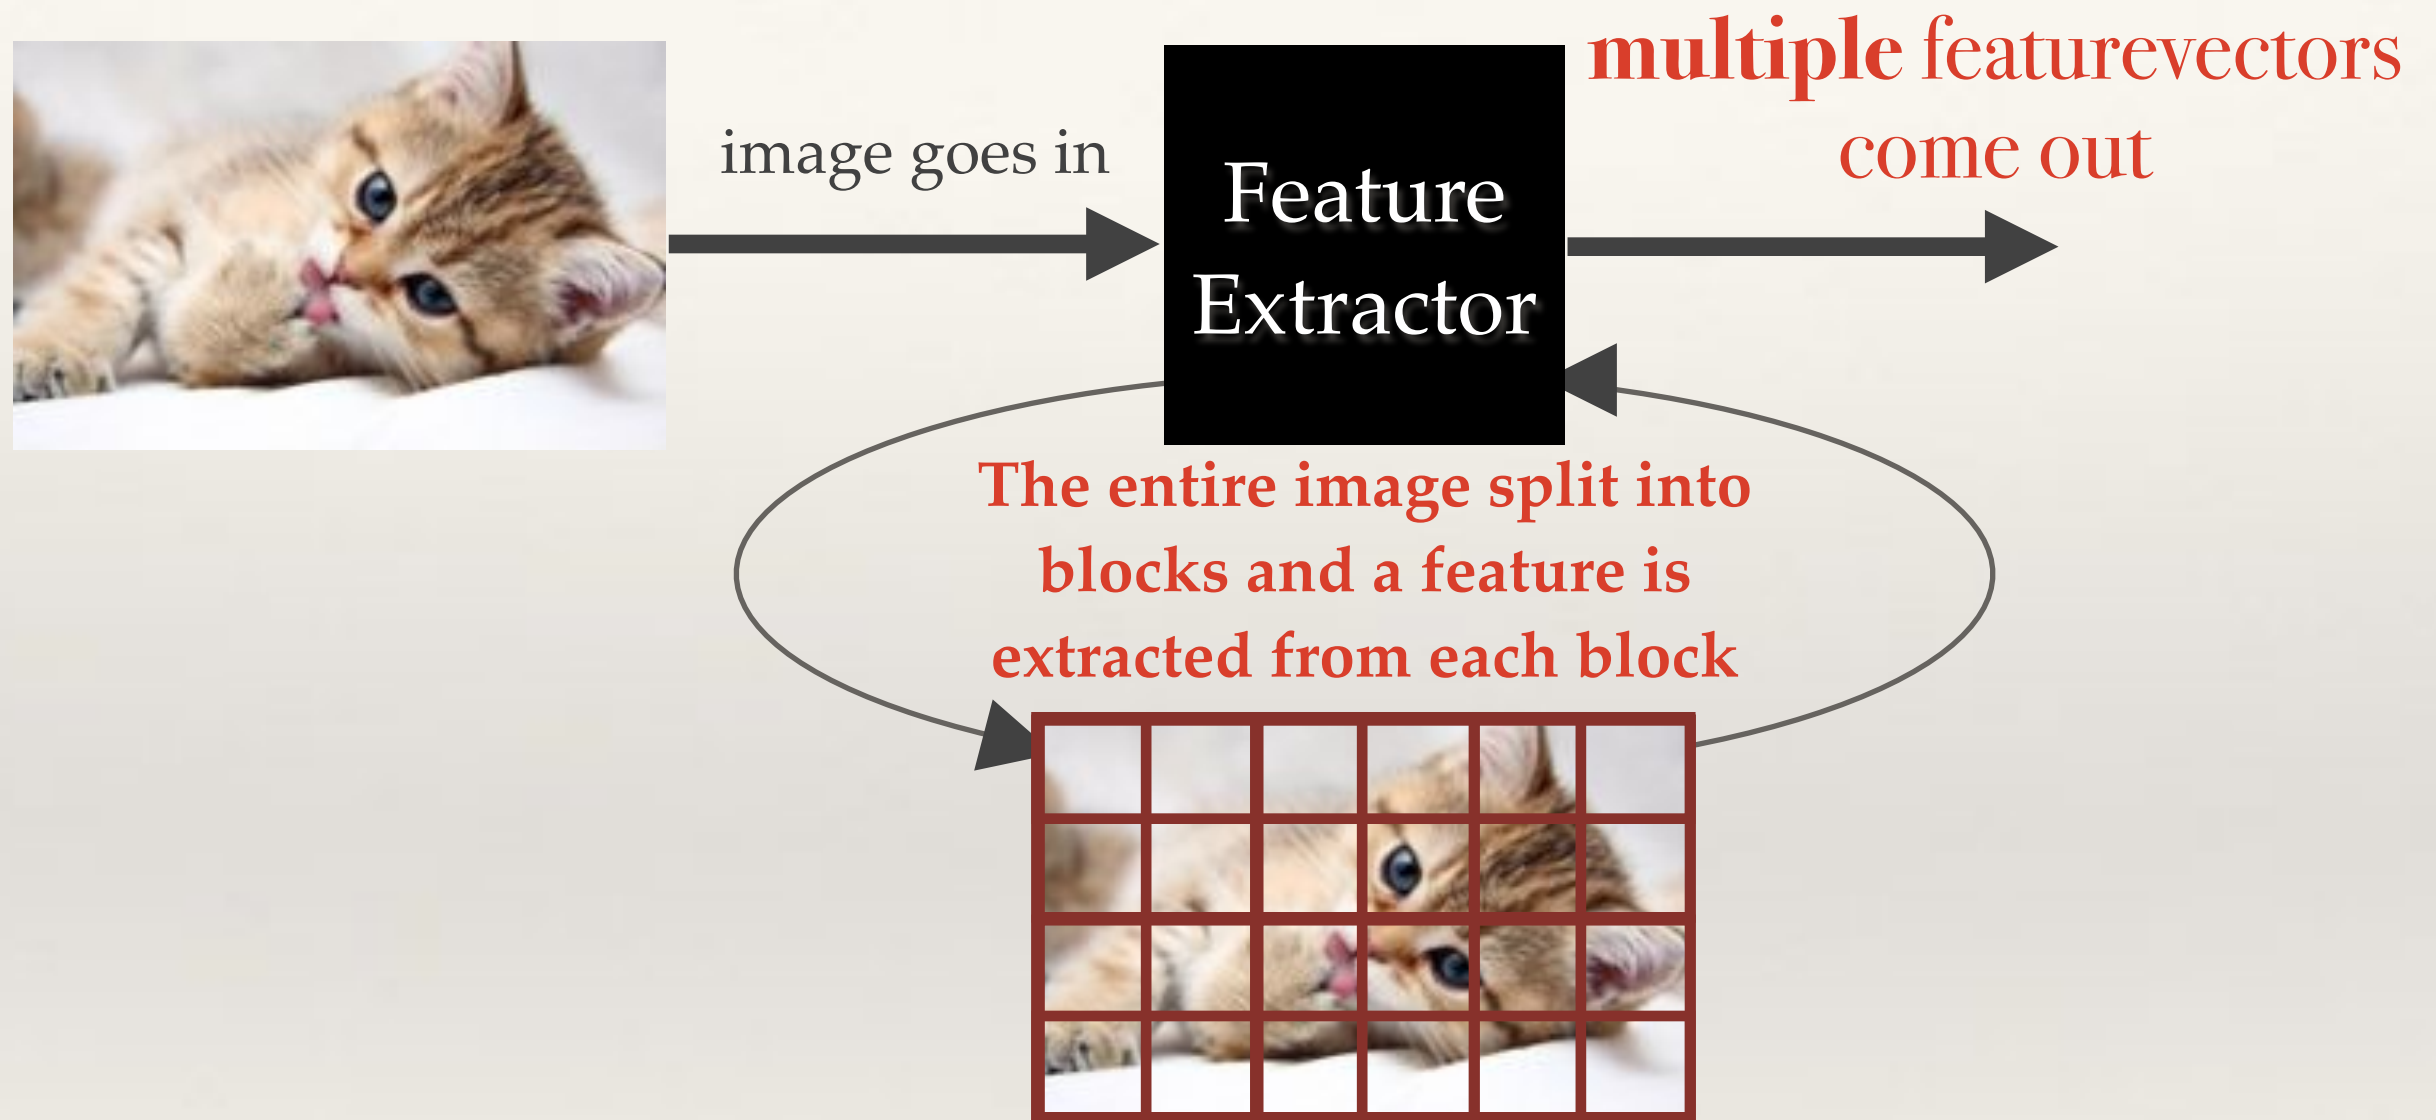 image goes in
Feature
Extractor
multiple featurevectors
come out
The entire image split into
blocks and a feature is
extracted from each block